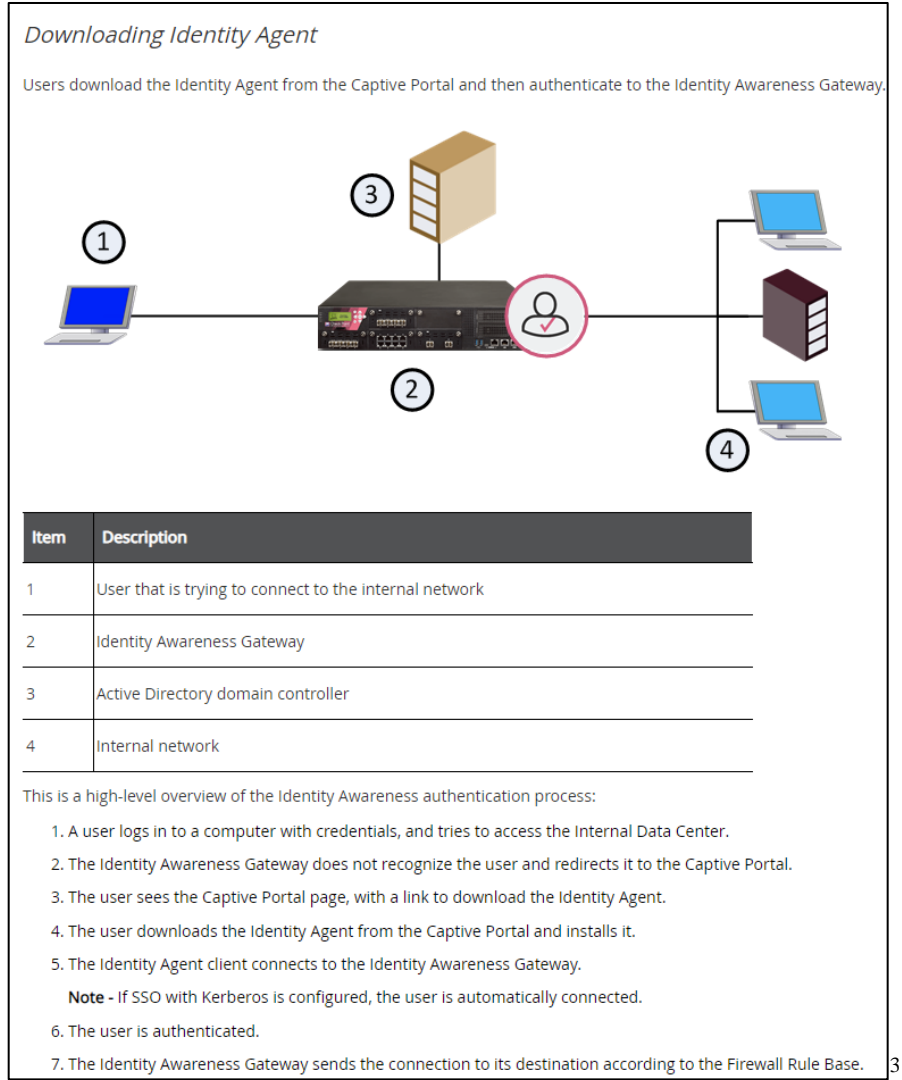 Downloading Identity Agent
Users download the Identity Agent from the Captive Portal and then authenticate to the Identity Awareness Gateway.
3
1
2
4
Item Description
1 User that is trying to connect to the internal network
2 Identity Awareness Gateway
3 Active Directory domain controller
4 Internal network
This is a high-level overview of the Identity Awareness authentication process:
1. A user logs in to a computer with credentials, and tries to access the Internal Data Center.
2. The Identity Awareness Gateway does not recognize the user and redirects it to the Captive Portal.
3. The user sees the Captive Portal page, with a link to download the Identity Agent.
4. The user downloads the Identity Agent from the Captive Portal and installs it.
5. The Identity Agent client connects to the Identity Awareness Gateway.
Note - If SSO with Kerberos is configured, the user is automatically connected.
6. The user is authenticated.
7. The Identity Awareness Gateway sends the connection to its destination according to the Firewall Rule Base.
3